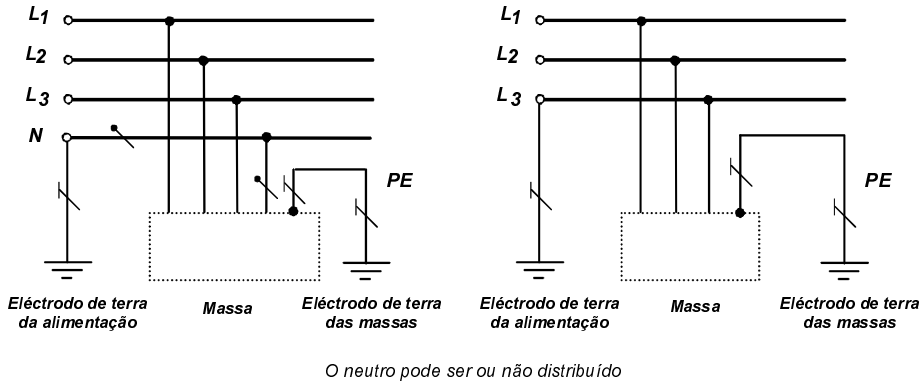 L1
L2
L3
N
PE
Eléctrodo de terra
da alimentação
Massa
Eléctrodo de terra
das massas
L1
L2
L3
PE
Eléctrodo de terra
da alimentação
Massa
Eléctrodo de terra
das massas
O neutro pode ser ou não distribuído